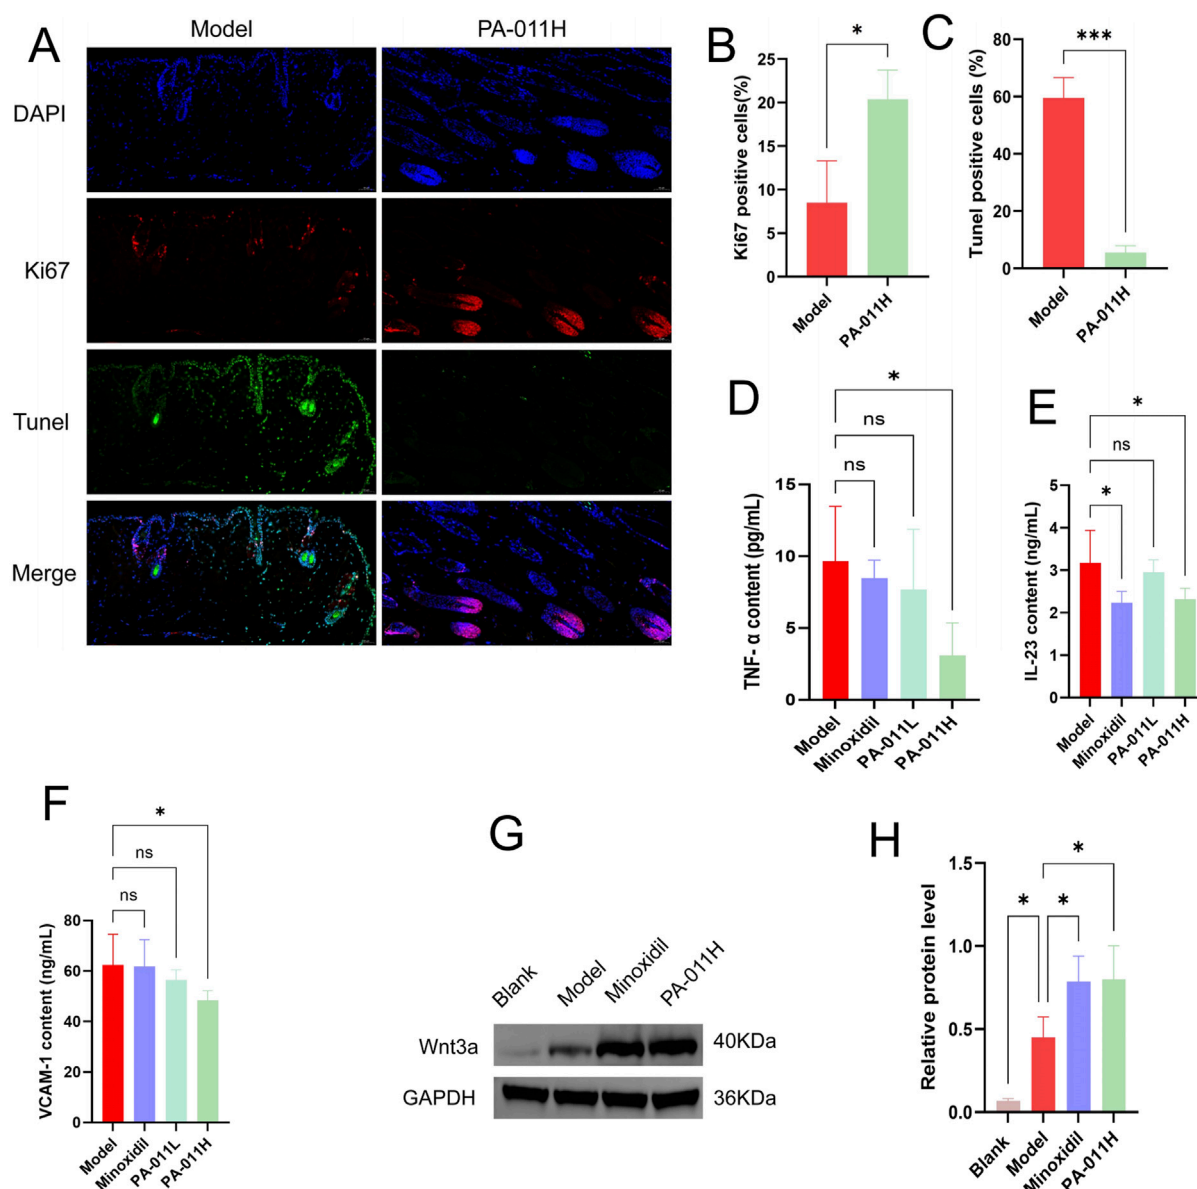 A
Model
PA-011H
DAPI
Ki67
Tunel
Merge
B
*
Ki67 positive cells(%)
25
20
15
10
5
0
Model
PA-011H
C
***
Tunel positive cells (%)
80
60
40
20
0
Model
PA-011H
D
*
ns
ns
TNF- α content (pg/mL)
15
10
5
0
Model
Minoxidil
PA-011L
PA-011H
E
*
ns
*
IL-23 content (ng/mL)
5
4
3
2
1
0
Model
Minoxidil
PA-011L
PA-011H
F
*
ns
ns
VCAM-1 content (ng/mL)
80
60
40
20
0
Model
Minoxidil
PA-011L
PA-011H
G
Blank
Model
Minoxidil
PA-011H
Wnt3a
40KDa
GAPDH
36KDa
H
*
*
*
Relative protein level
1.5
1.0
0.5
0.0
Blank
Model
Minoxidil
PA-011H